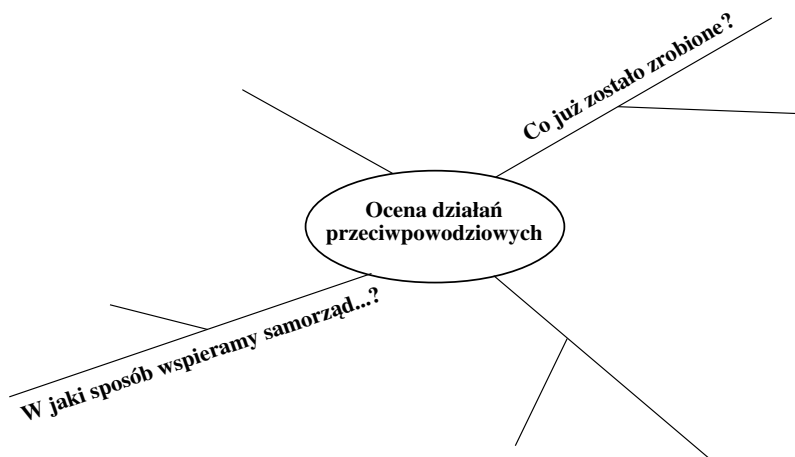 Co już zostało zrobione?
Ocena działań
przeciwpowodziowych
W jaki sposób wspieramy samorząd...?